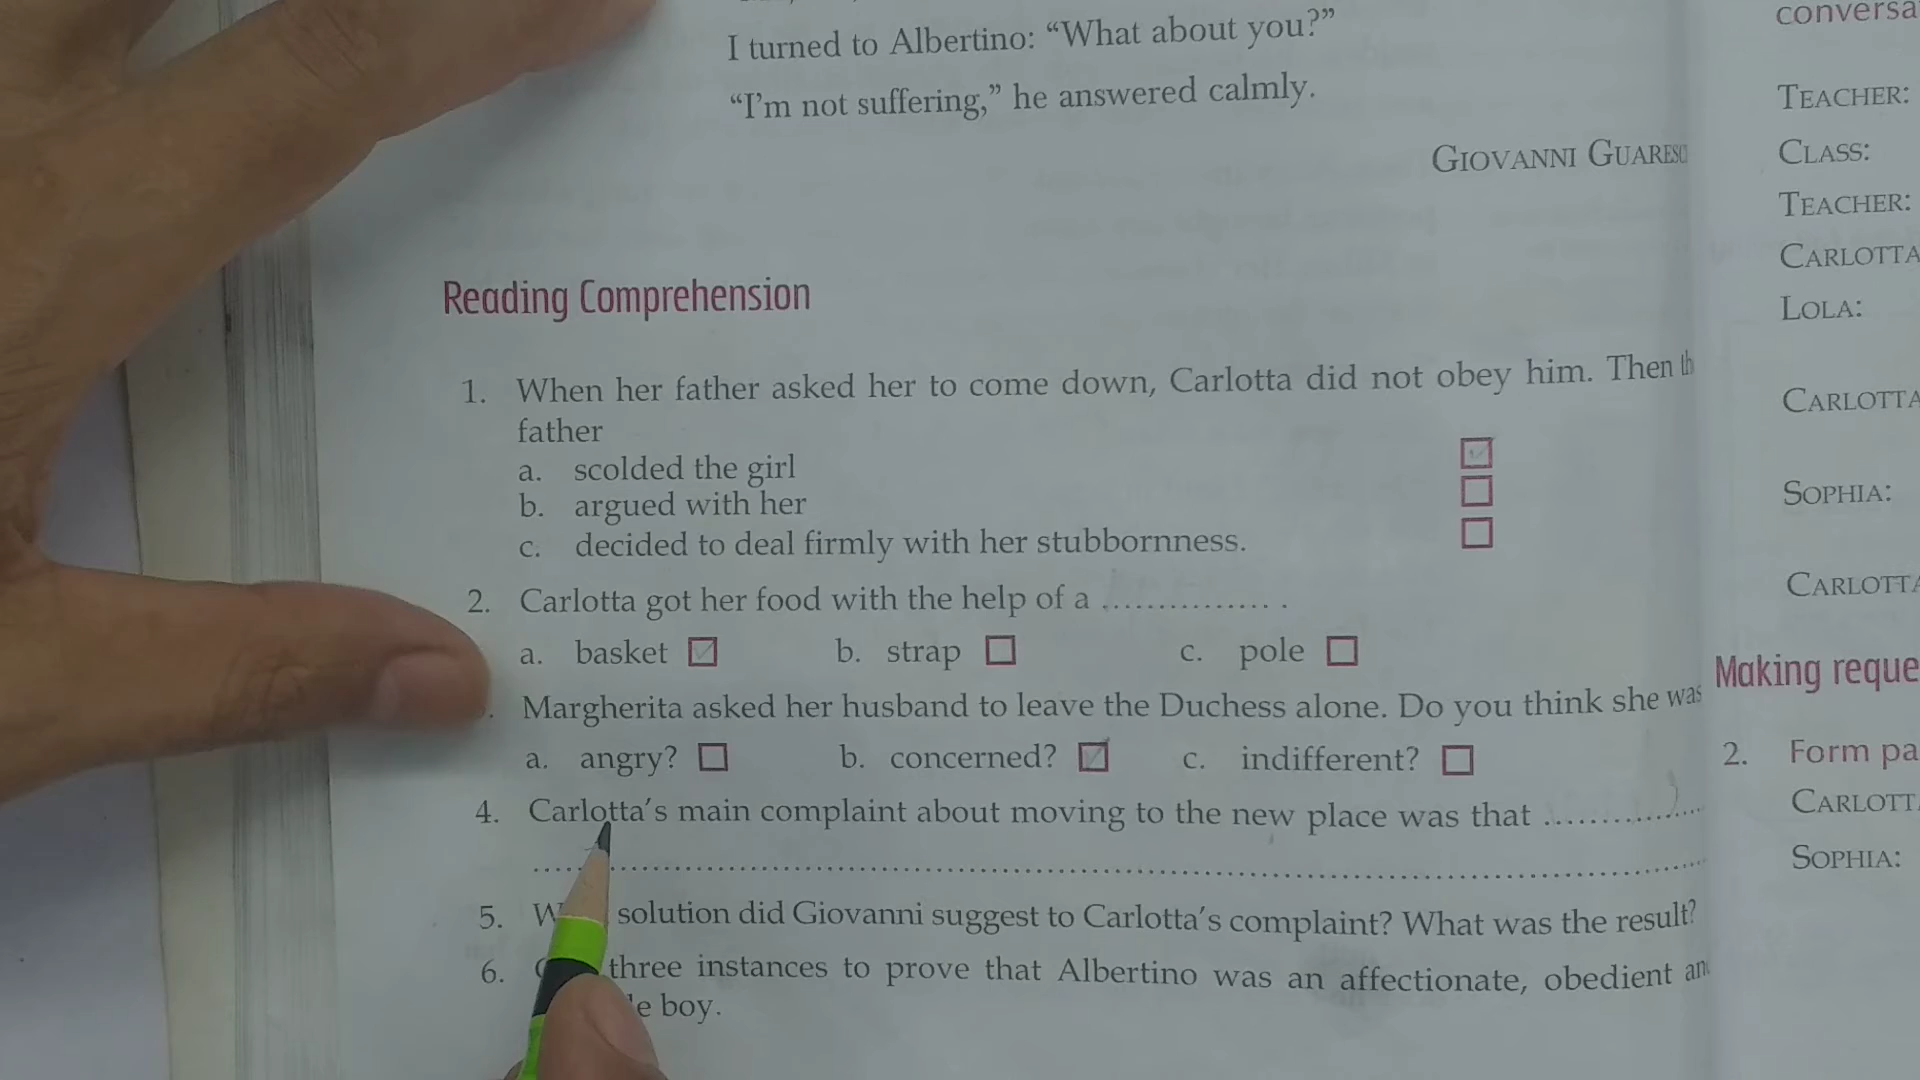 I turned to Albertino: “What about you?”
“I’m not suffering,” he answered calmly.
GIOVANNI GUARESC
Reading Comprehension
1. When her father asked her to come down, Carlotta did not obey him. Then th
father
a. scolded the girl
b. argued with her
c. decided to deal firmly with her stubbornness.
2. Carlotta got her food with the help of a ............... .
a. basket b. strap c. pole
Margherita asked her husband to leave the Duchess alone. Do you think she was
a. angry? b. concerned? c. indifferent?
4. Carlotta’s main complaint about moving to the new place was that ...............
5. solution did Giovanni suggest to Carlotta’s complaint? What was the result?
6. three instances to prove that Albertino was an affectionate, obedient an
boy.
conversa
TEACHER:
CLASS:
TEACHER:
CARLOTTA
LOLA:
CARLOTTA
SOPHIA:
CARLOTTA
Making reque
2. Form pa
CARLOTT
SOPHIA: